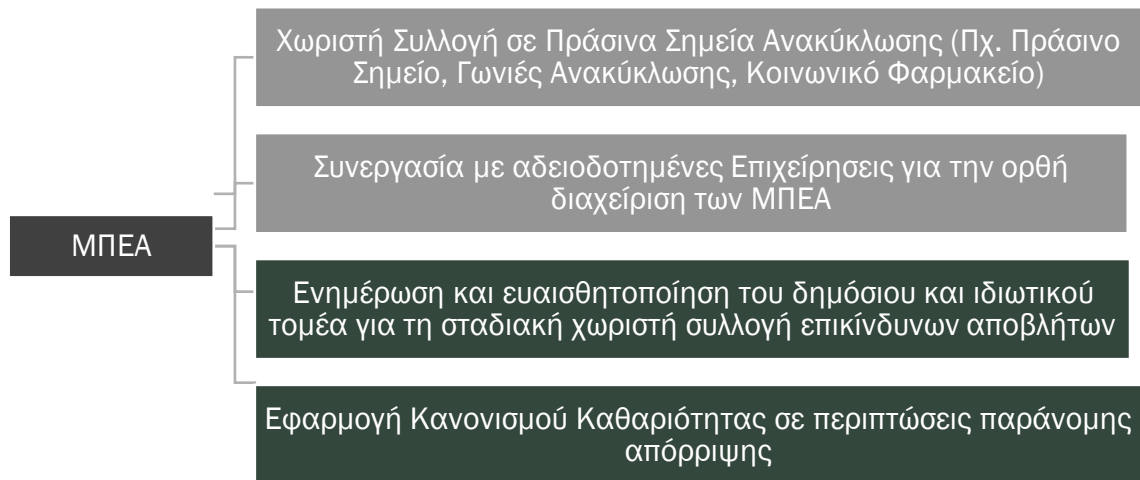 Χωριστή Συλλογή σε Πράσινα Σημεία Ανακύκλωσης (Πχ. Πράσινο
Σημείο, Γωνιές Ανακύκλωσης, Κοινωνικό Φαρμακείο)
Συνεργασία με αδειοδοτημένες Επιχείρησεις για την ορθή
διαχείριση των ΜΠΕΑ
ΜΠΕΑ
Ενημέρωση και ευαισθητοποίηση του δημόσιου και ιδιωτικού
τομέα για τη σταδιακή χωριστή συλλογή επικίνδυνων αποβλήτων
Εφαρμογή Κανονισμού Καθαριότητας σε περιπτώσεις παράνομης
απόρριψης